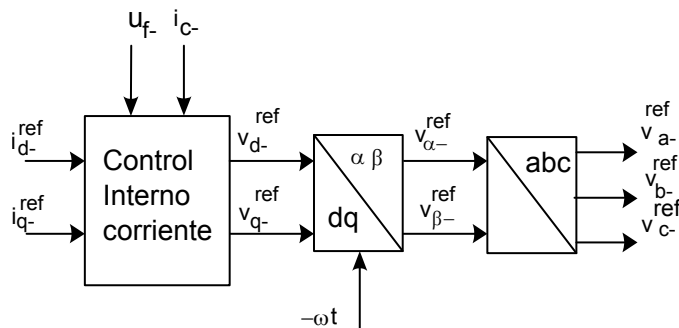 u_f- i_c-
i_d-^ref
i_q-^ref
Control
Interno
corriente
v_d-^ref
v_q-^ref
α β
dq
−ωt
v_α−^ref
v_β−^ref
abc
v_a-^ref
v_b-^ref
v_c-^ref